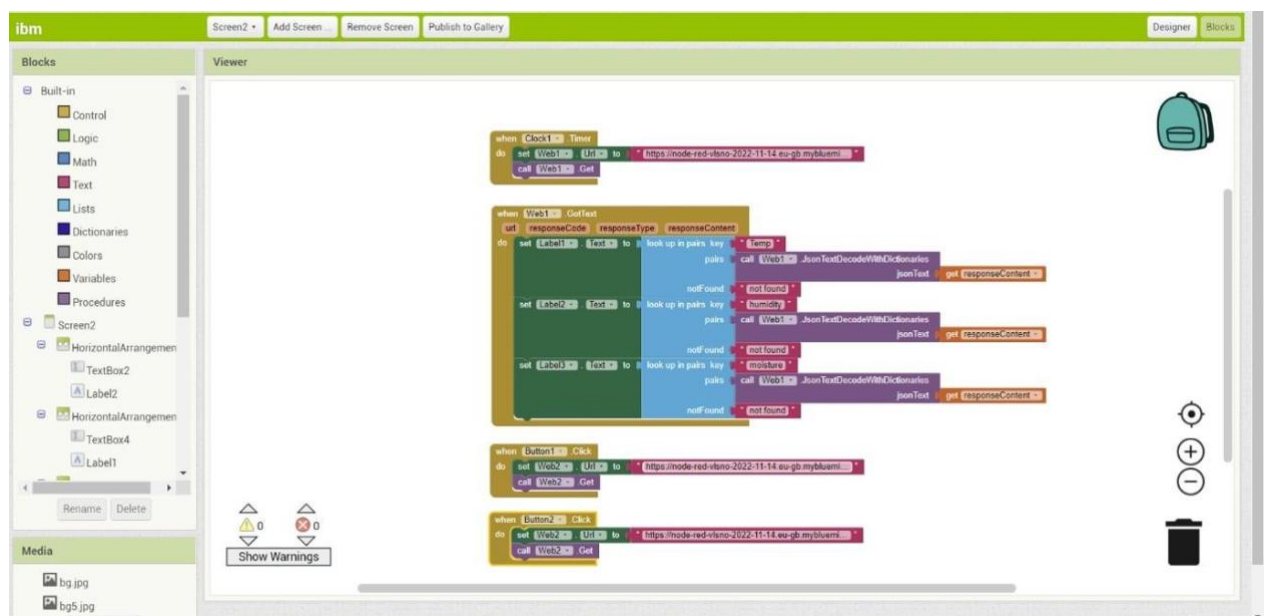 ibm Screen2 Add Screen ... Remove Screen Publish to Gallery Designer Blocks
Blocks
Viewer
Built-in
Control
Logic
Math
Text
Lists
Dictionaries
Colors
Variables
Procedures
Screen2
HorizontalArrangemen
TextBox2
Label2
HorizontalArrangemen
TextBox4
Label1
Rename Delete
Media
bg.jpg
bg5.jpg
when Clock1 .Timer
do set Web1 . Url to " https://node-red-vlsno-2022-11-14.eu-gb.mybluemi... "
call Web1 .Get
when Web1 .GotText
url responseCode responseType responseContent
do set Label1 . Text to look up in pairs key " Temp "
pairs call Web1 .JsonTextDecodeWithDictionaries
jsonText get responseContent
notFound " not found "
set Label2 . Text to look up in pairs key " humidity "
pairs call Web1 .JsonTextDecodeWithDictionaries
jsonText get responseContent
notFound " not found "
set Label3 . Text to look up in pairs key " moisture "
pairs call Web1 .JsonTextDecodeWithDictionaries
jsonText get responseContent
notFound " not found "
when Button1 .Click
do set Web2 . Url to " https://node-red-vlsno-2022-11-14.eu-gb.mybluemi... "
call Web2 .Get
when Button2 .Click
do set Web2 . Url to " https://node-red-vlsno-2022-11-14.eu-gb.mybluemi... "
call Web2 .Get
0 0
Show Warnings